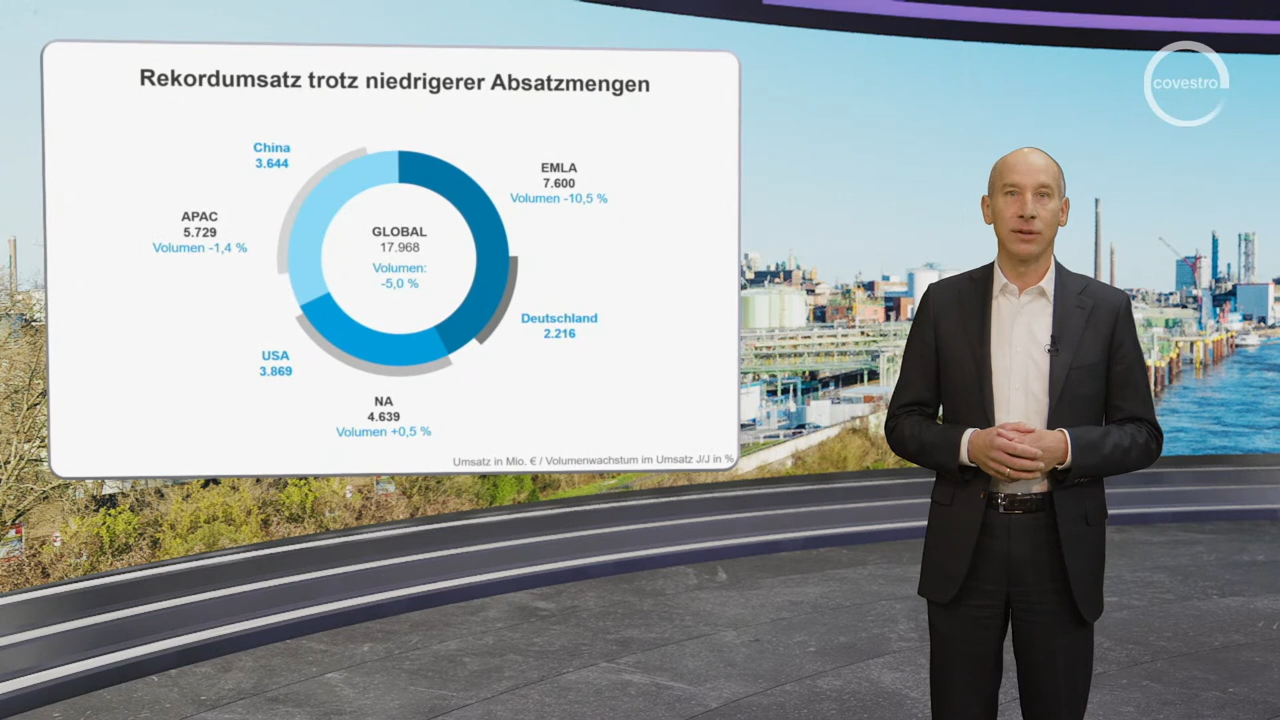 Rekordumsatz trotz niedrigerer Absatzmengen
China
3.644
EMLA
7.600
Volumen -10,5 %
APAC
5.729
Volumen -1,4 %
GLOBAL
17.968
Volumen:
-5,0 %
Deutschland
2.216
USA
3.869
NA
4.639
Volumen +0,5 %
Umsatz in Mio. € / Volumenwachstum im Umsatz J/J in %
covestro